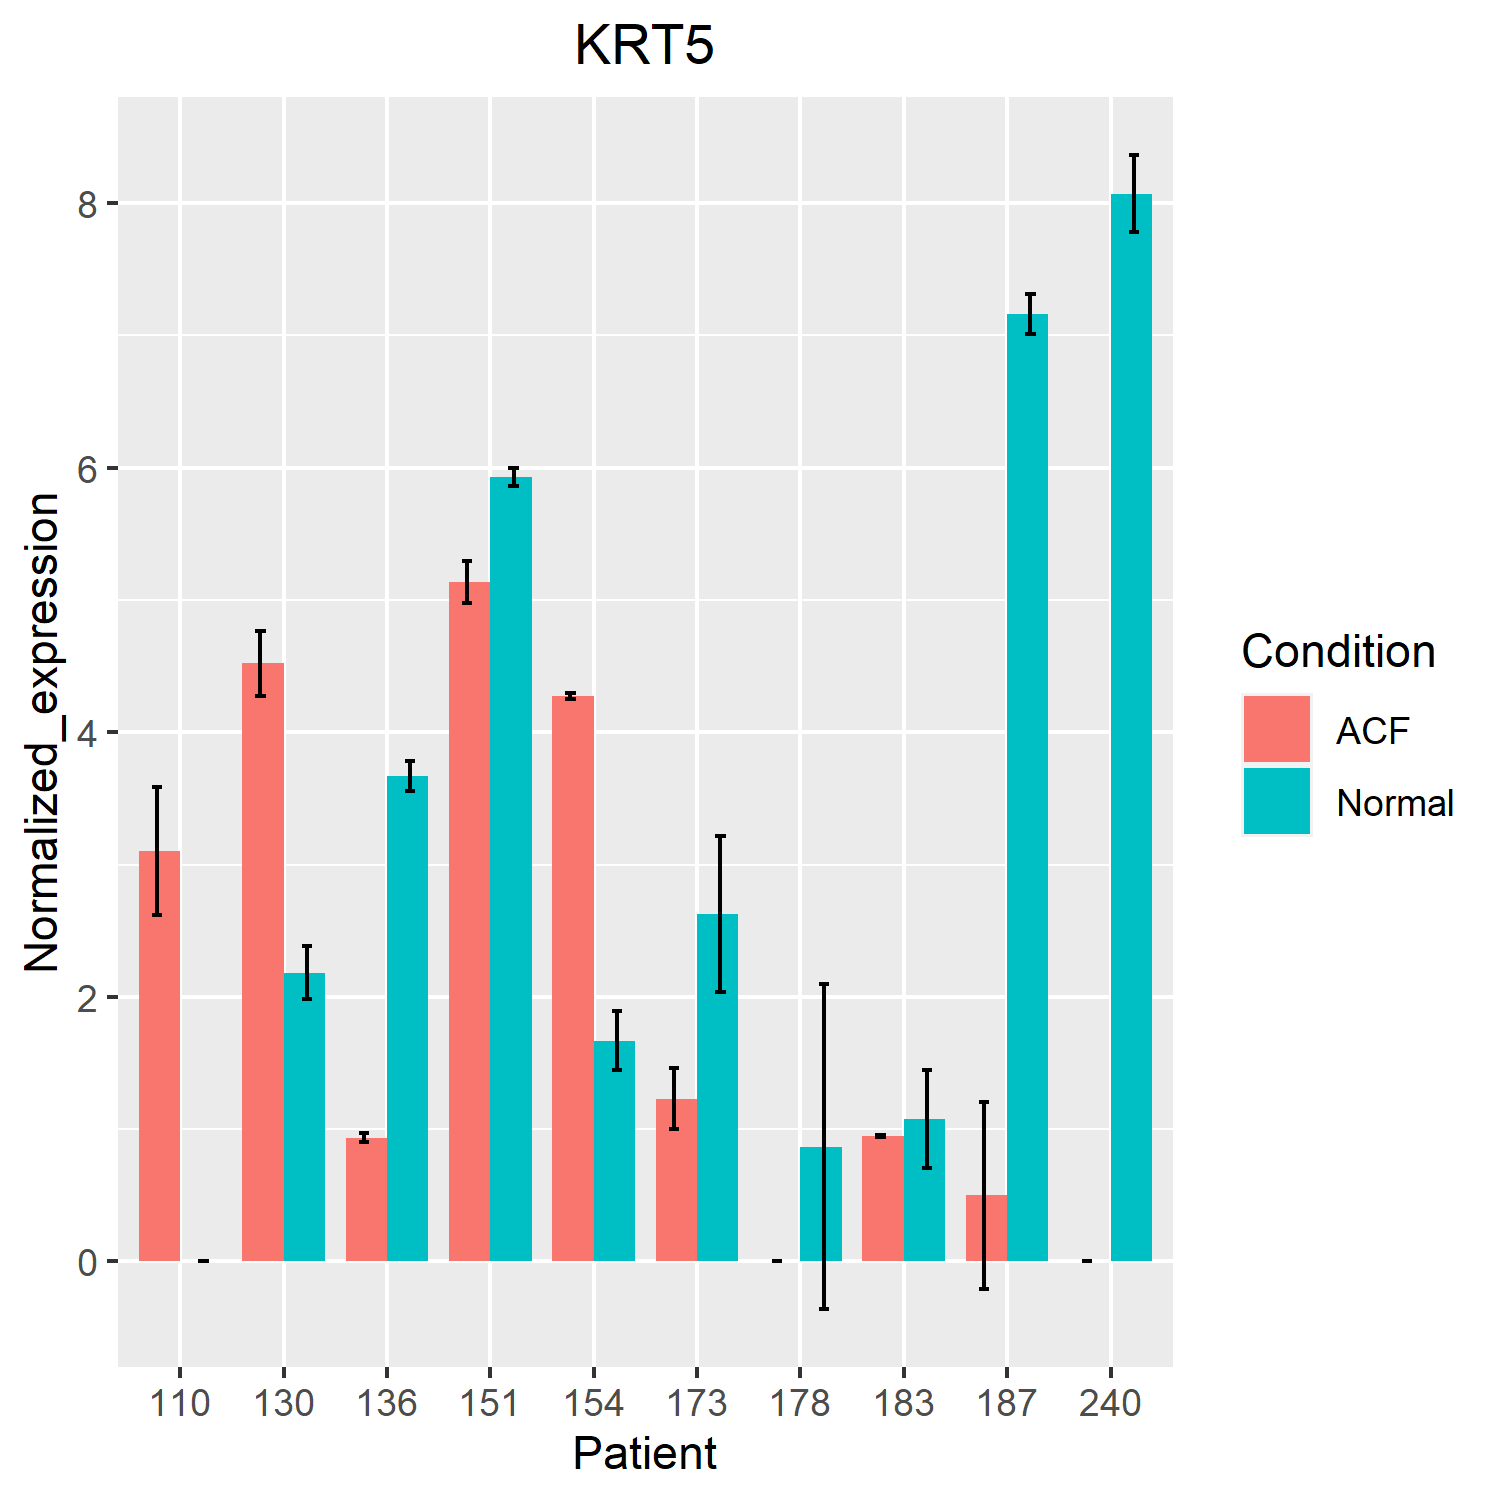 KRT5
Normalized_expression
8
6
4
2
0
110 130 136 151 154 173 178 183 187 240
Patient
Condition
ACF
Normal